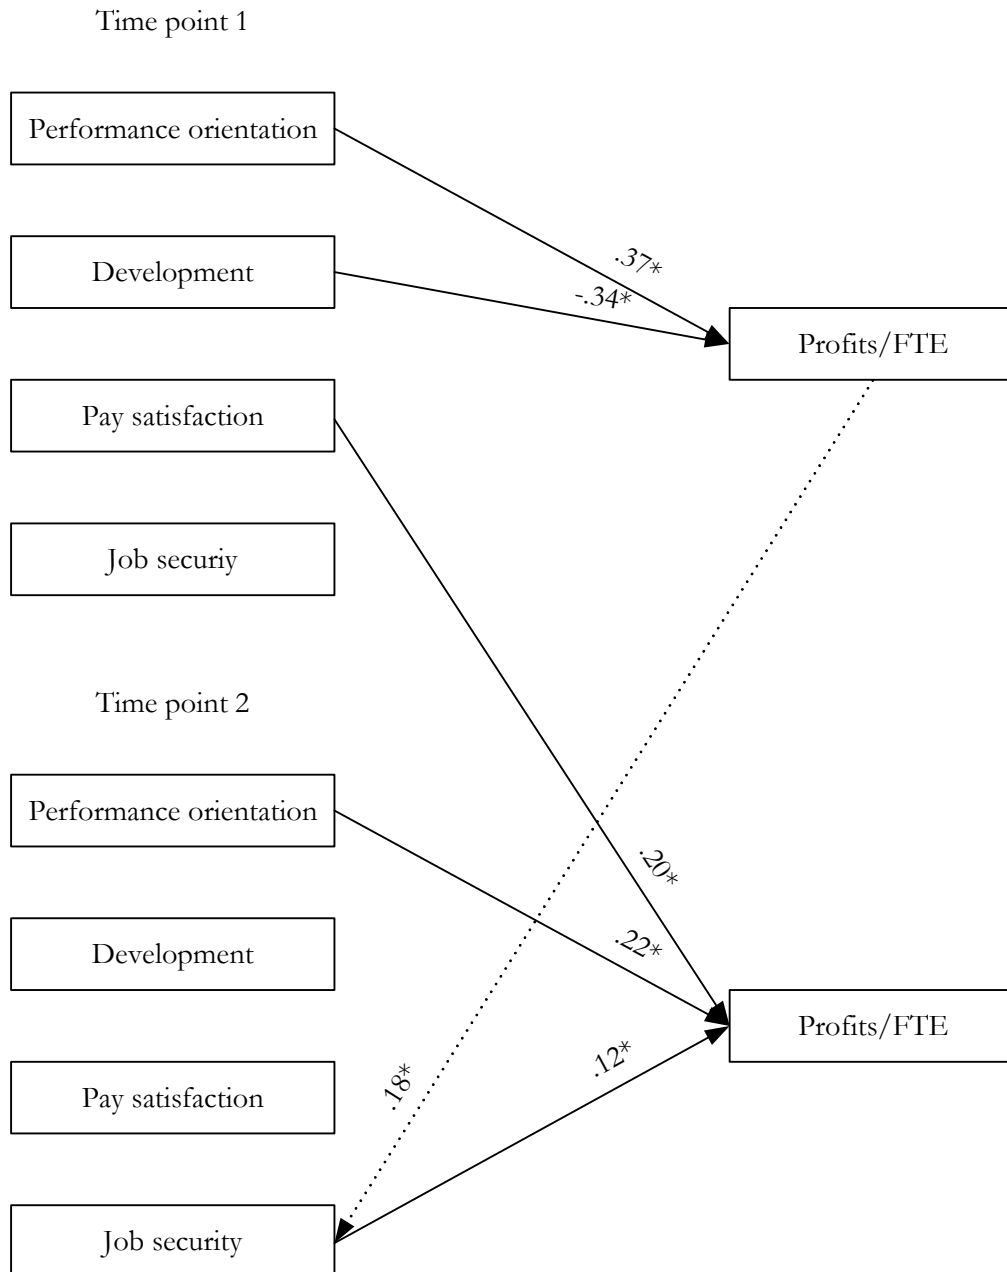 Time point 1
Performance orientation
.37*
Development
-.34*
Profits/FTE
Pay satisfaction
Job securiy
Time point 2
Performance orientation
.20*
.22*
Development
Profits/FTE
.12*
.18*
Pay satisfaction
Job security